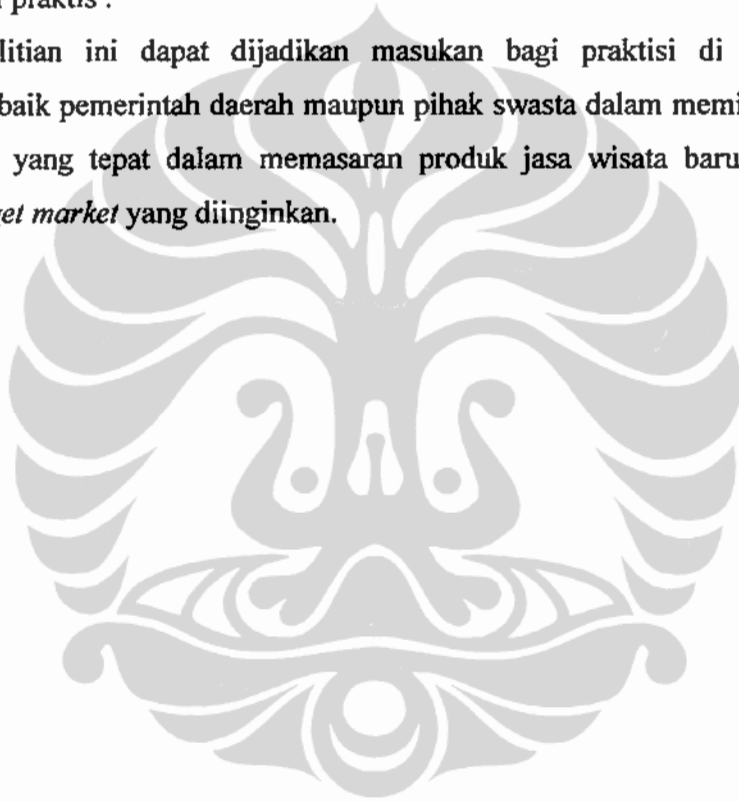 praktis :
litian ini dapat dijadikan masukan bagi praktisi di
baik pemerintah daerah maupun pihak swasta dalam memi
yang tepat dalam memasaran produk jasa wisata baru
et market yang diinginkan.